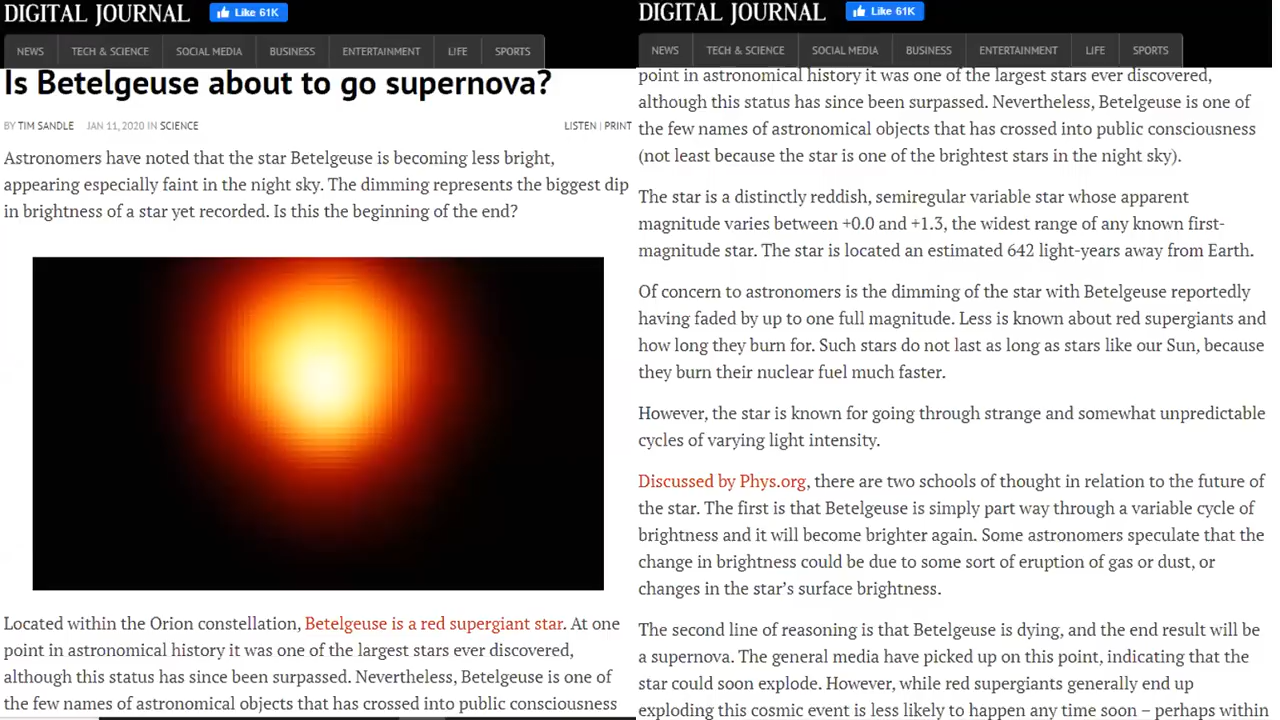 DIGITAL JOURNAL
Like 61K
NEWS TECH & SCIENCE SOCIAL MEDIA BUSINESS ENTERTAINMENT LIFE SPORTS
Is Betelgeuse about to go supernova?
BY TIM SANDLE JAN 11, 2020 IN SCIENCE LISTEN | PRINT
Astronomers have noted that the star Betelgeuse is becoming less bright,
appearing especially faint in the night sky. The dimming represents the biggest dip
in brightness of a star yet recorded. Is this the beginning of the end?
Located within the Orion constellation, Betelgeuse is a red supergiant star. At one
point in astronomical history it was one of the largest stars ever discovered,
although this status has since been surpassed. Nevertheless, Betelgeuse is one of
the few names of astronomical objects that has crossed into public consciousness
DIGITAL JOURNAL
Like 61K
NEWS TECH & SCIENCE SOCIAL MEDIA BUSINESS ENTERTAINMENT LIFE SPORTS
point in astronomical history it was one of the largest stars ever discovered,
although this status has since been surpassed. Nevertheless, Betelgeuse is one of
the few names of astronomical objects that has crossed into public consciousness
(not least because the star is one of the brightest stars in the night sky).
The star is a distinctly reddish, semiregular variable star whose apparent
magnitude varies between +0.0 and +1.3, the widest range of any known first-
magnitude star. The star is located an estimated 642 light-years away from Earth.
Of concern to astronomers is the dimming of the star with Betelgeuse reportedly
having faded by up to one full magnitude. Less is known about red supergiants and
how long they burn for. Such stars do not last as long as stars like our Sun, because
they burn their nuclear fuel much faster.
However, the star is known for going through strange and somewhat unpredictable
cycles of varying light intensity.
Discussed by Phys.org, there are two schools of thought in relation to the future of
the star. The first is that Betelgeuse is simply part way through a variable cycle of
brightness and it will become brighter again. Some astronomers speculate that the
change in brightness could be due to some sort of eruption of gas or dust, or
changes in the star's surface brightness.
The second line of reasoning is that Betelgeuse is dying, and the end result will be
a supernova. The general media have picked up on this point, indicating that the
star could soon explode. However, while red supergiants generally end up
exploding this cosmic event is less likely to happen any time soon – perhaps within